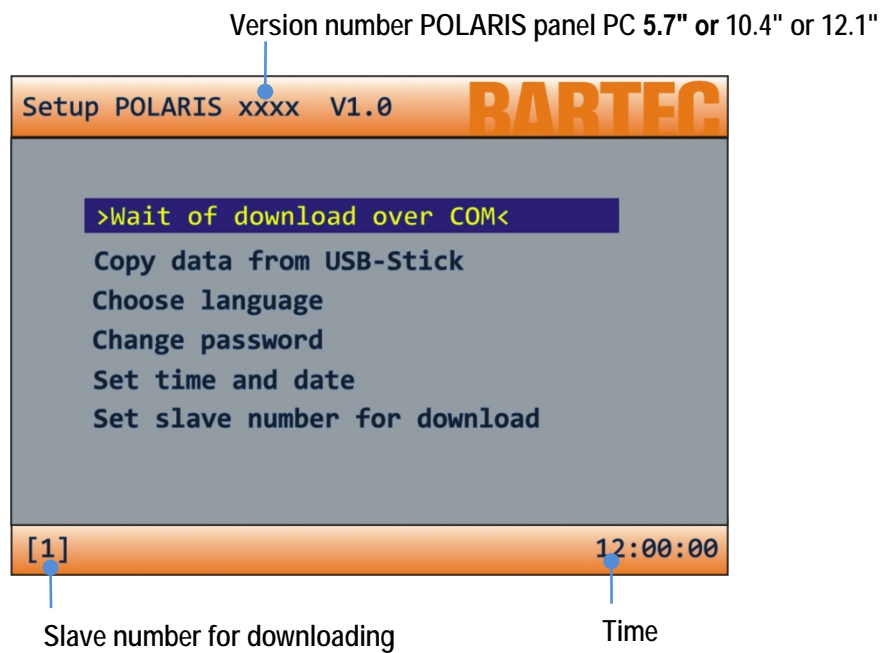 Version number POLARIS panel PC 5.7" or 10.4" or 12.1"
Setup POLARIS xxxx V1.0 BARTEC
>Wait of download over COM<
Copy data from USB-Stick
Choose language
Change password
Set time and date
Set slave number for download
[1] 12:00:00
Slave number for downloading Time